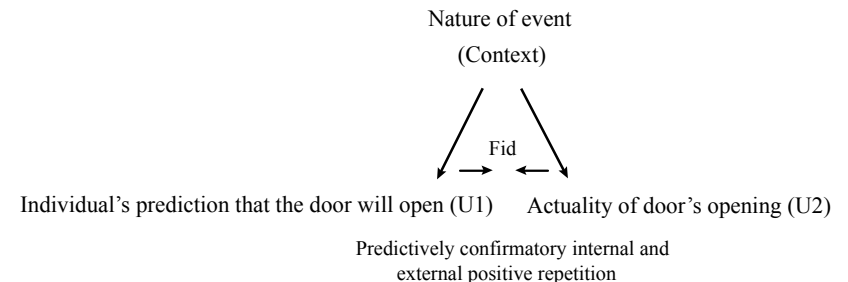 Nature of event
(Context)
Fid
Individual’s prediction that the door will open (U1) Actuality of door’s opening (U2)
Predictively confirmatory internal and
external positive repetition